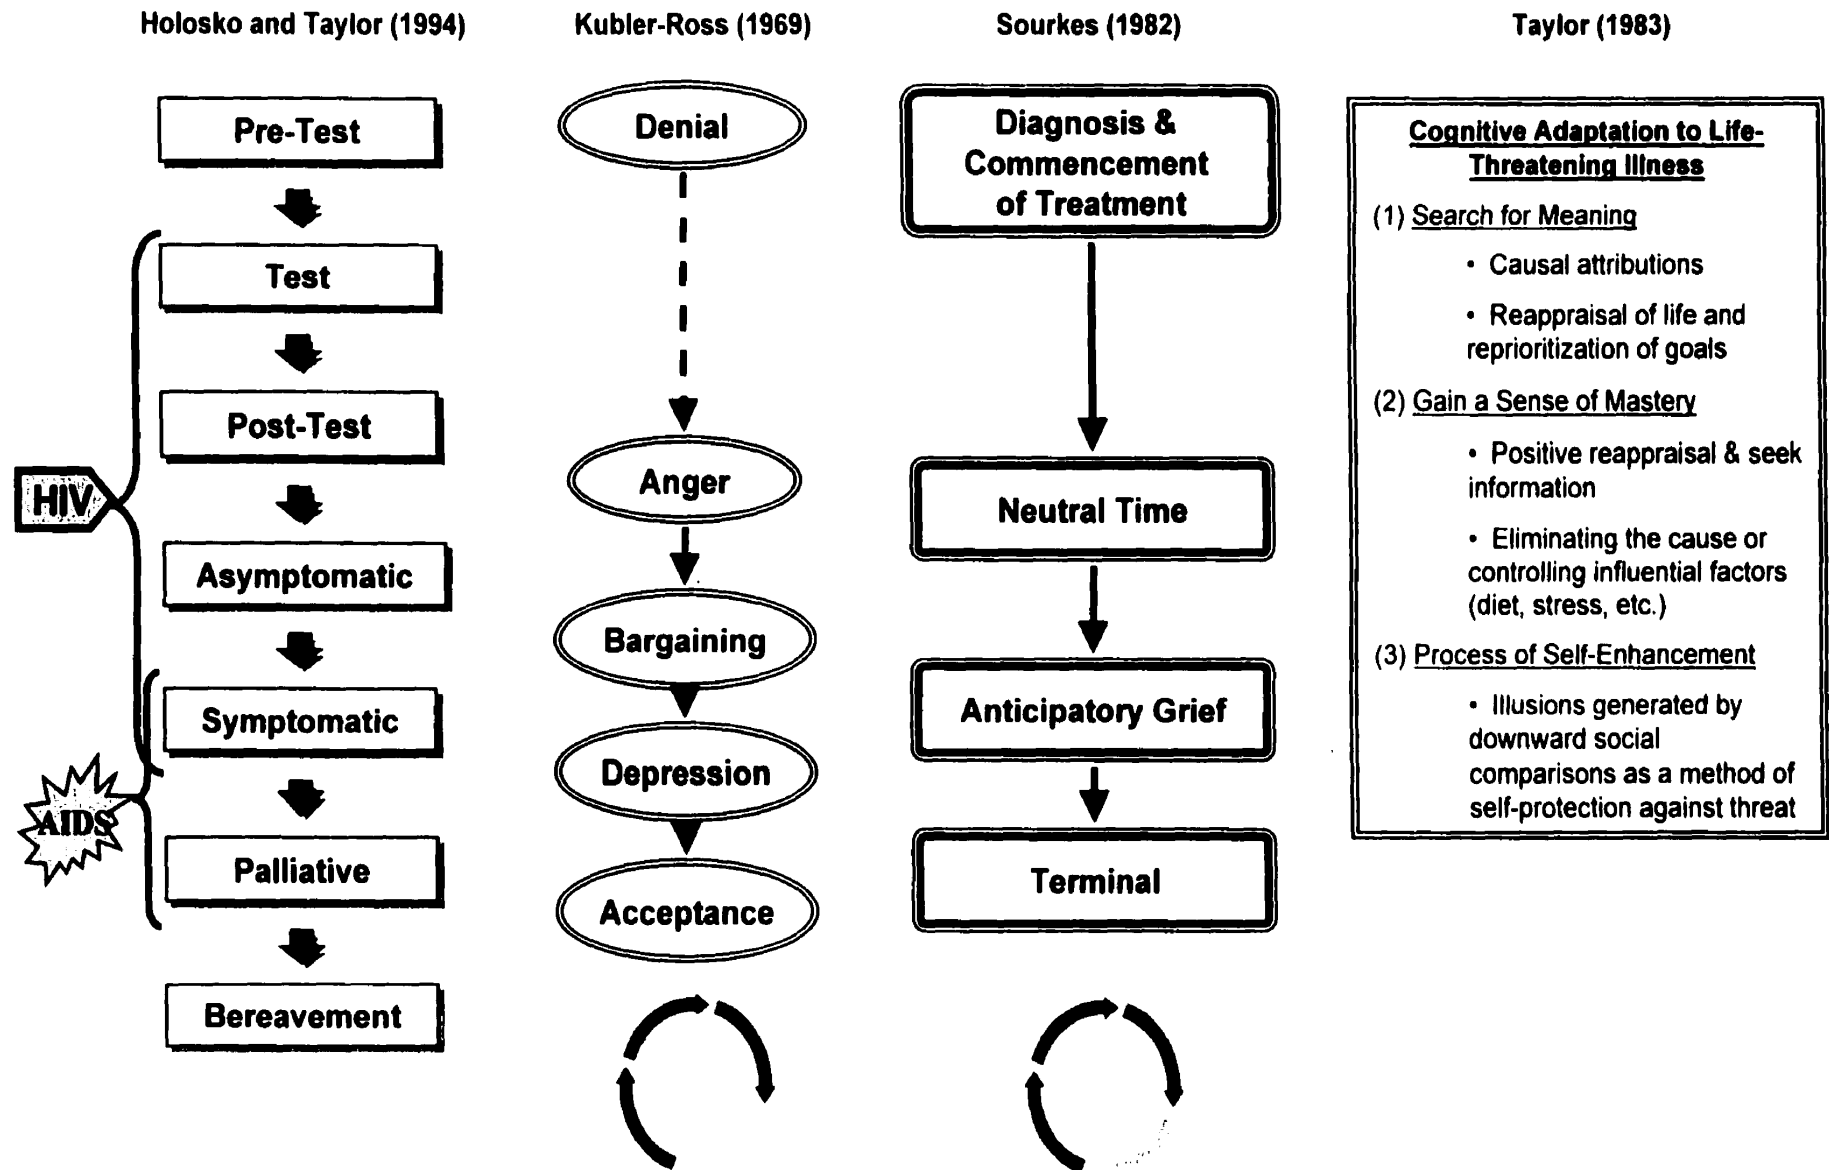 Holosko and Taylor (1994)
Pre-Test
Test
Post-Test
Asymptomatic
Symptomatic
Palliative
Bereavement
HIV
AIDS
Kubler-Ross (1969)
Denial
Anger
Bargaining
Depression
Acceptance
Sourkes (1982)
Diagnosis &
Commencement
of Treatment
Neutral Time
Anticipatory Grief
Terminal
Taylor (1983)
Cognitive Adaptation to Life-
Threatening Illness
(1) Search for Meaning
• Causal attributions
• Reappraisal of life and
reprioritization of goals
(2) Gain a Sense of Mastery
• Positive reappraisal & seek
information
• Eliminating the cause or
controlling influential factors
(diet, stress, etc.)
(3) Process of Self-Enhancement
• Illusions generated by
downward social
comparisons as a method of
self-protection against threat